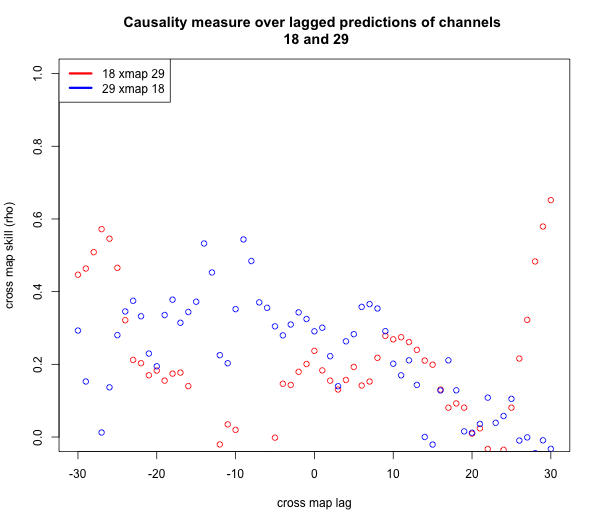 Causality measure over lagged predictions of channels
18 and 29
18 xmap 29
29 xmap 18
cross map skill (rho)
1.0
0.8
0.6
0.4
0.2
0.0
-30 -20 -10 0 10 20 30
cross map lag